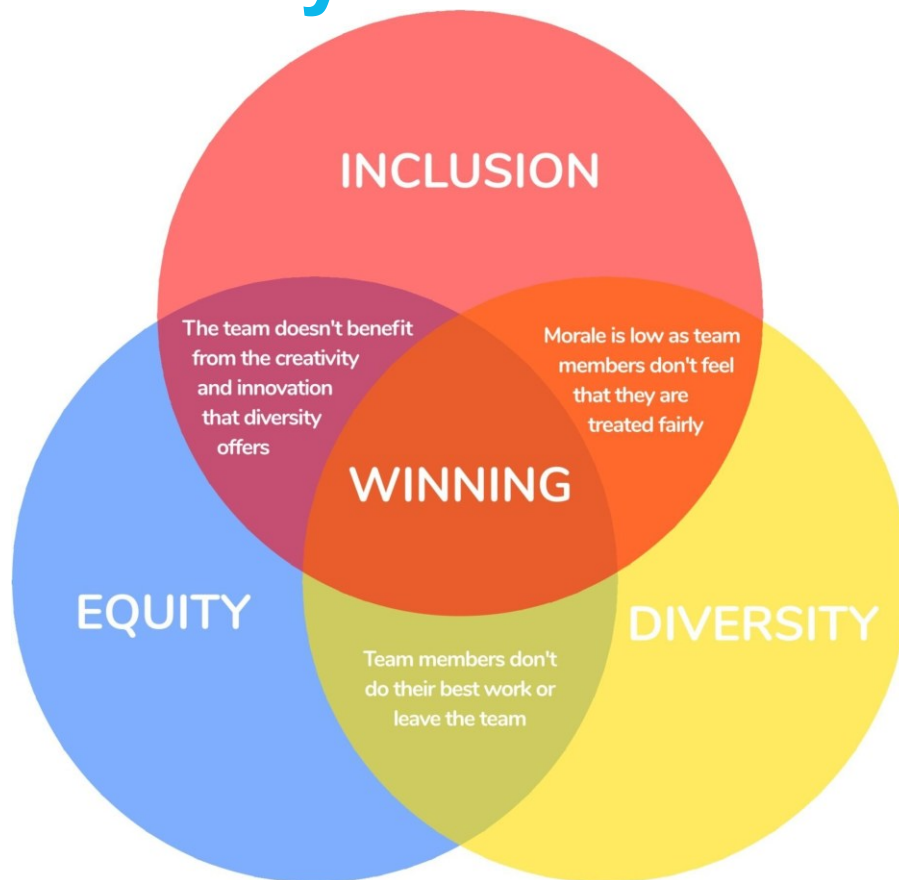 INCLUSION
The team doesn't benefit
from the creativity
and innovation
that diversity
offers
Morale is low as team
members don't feel
that they are
treated fairly
WINNING
EQUITY
DIVERSITY
Team members don't
do their best work or
leave the team